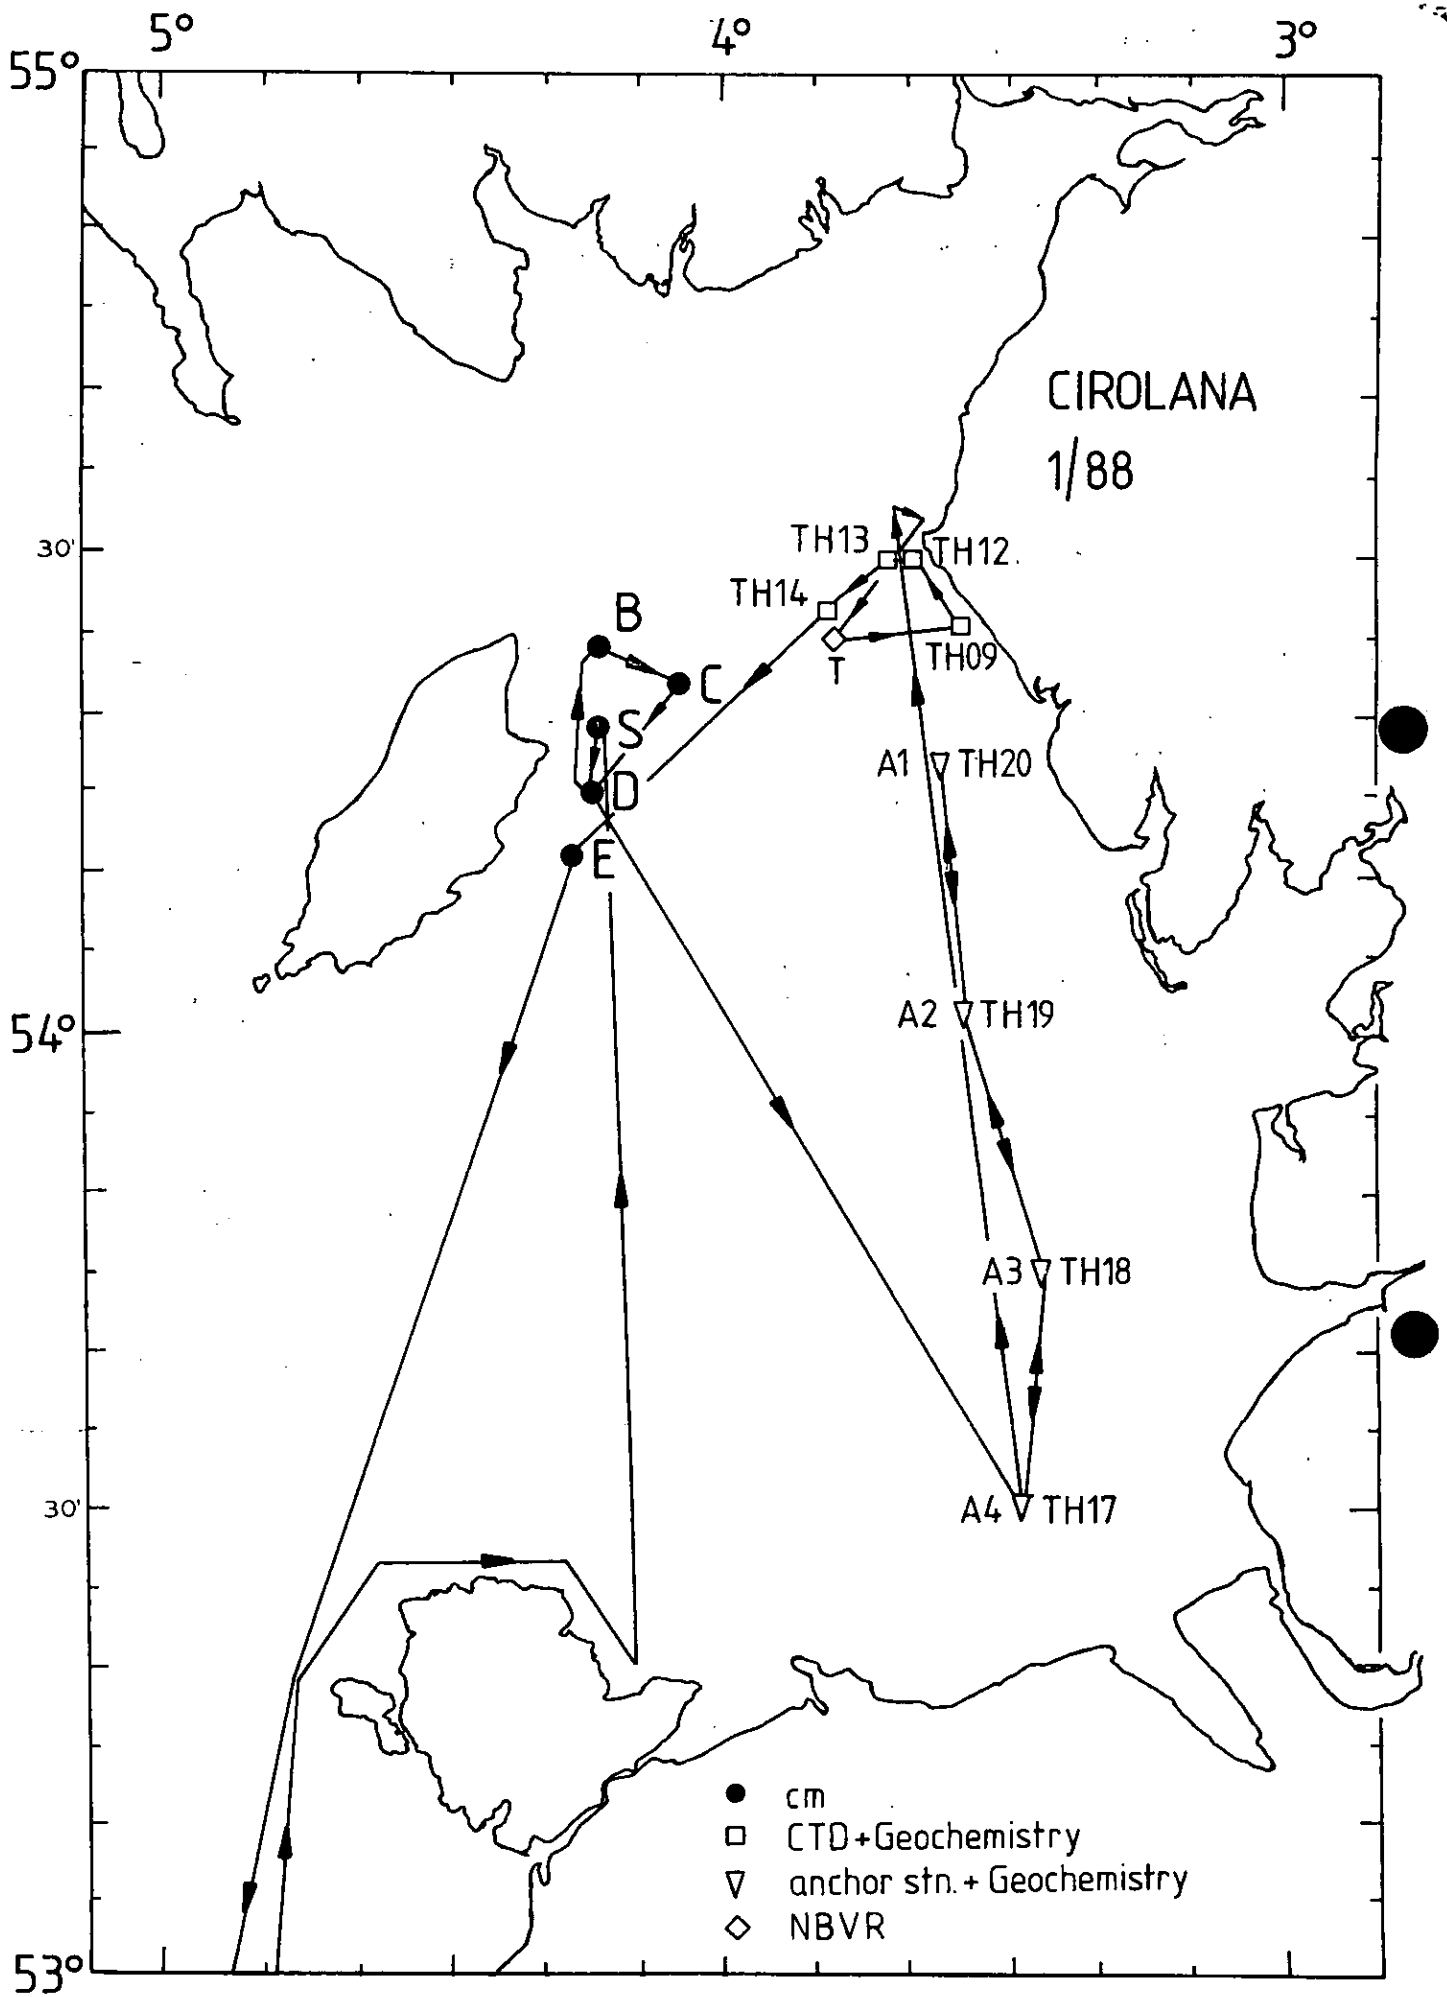 5° 4° 3°
55°
CIROLANA
1/88
30'
TH13 TH12
TH14
B
T TH09
C
S
A1 TH20
D
E
54°
A2 TH19
A3 TH18
30'
A4 TH17
cm
CTD+Geochemistry
anchor stn. + Geochemistry
NBVR
53°